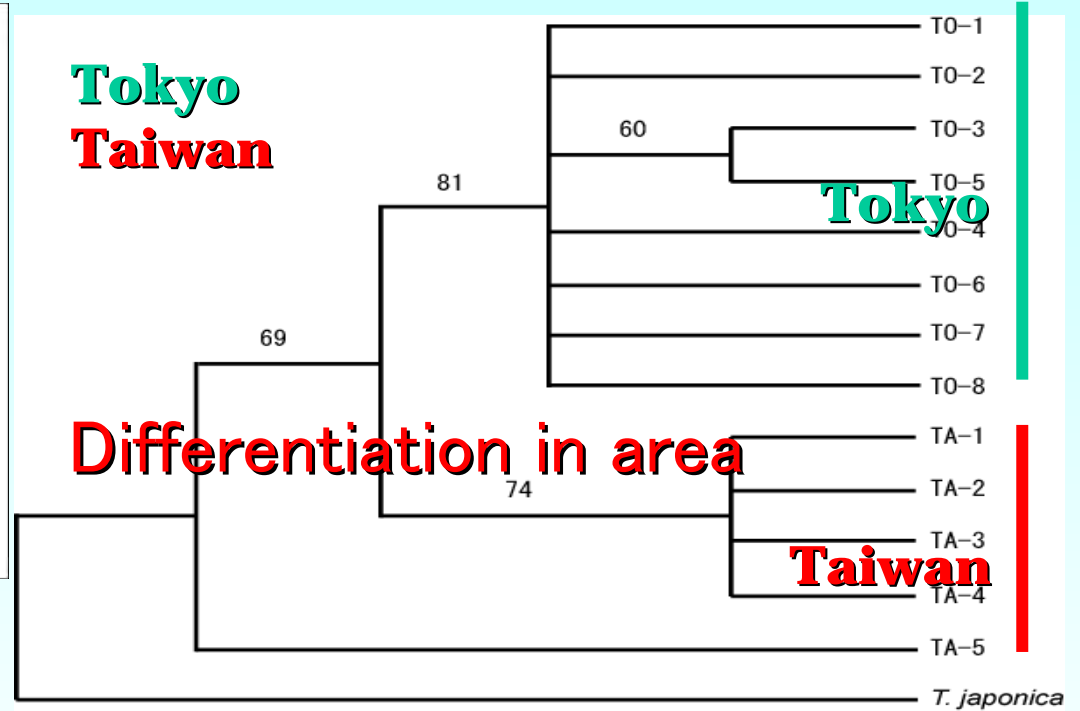 Tokyo
Taiwan
TO-1
TO-2
60
TO-3
81
TO-5
Tokyo
TO-4
TO-6
TO-7
69
TO-8
TA-1
Differentiation in area
74
TA-2
TA-3
Taiwan
TA-4
TA-5
T. japonica